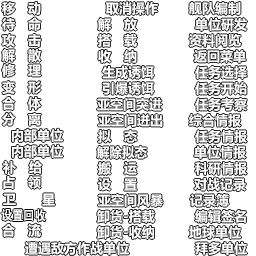 移 动 取消操作 舰队编制
待 命 解 放 单位研发
攻 击 搭 载 资料阅览
解 散 收 纳 返回菜单
修 理 生成诱饵 任务选择
变 形 引爆诱饵 任务开始
合 体 亚空间突进 任务考察
分 离 亚空间进出 综合情报
内部单位 拟 态 任务情报
内部单位 解除拟态 单位情报
补 给 搬 运 科研情报
占 领 设 置 对战记录
卫 星 亚空间风暴 记录簿
设置回收 卸货·搭载 编辑签名
合 流 卸货·收纳 地球单位
遭遇敌方作战单位 拜多单位